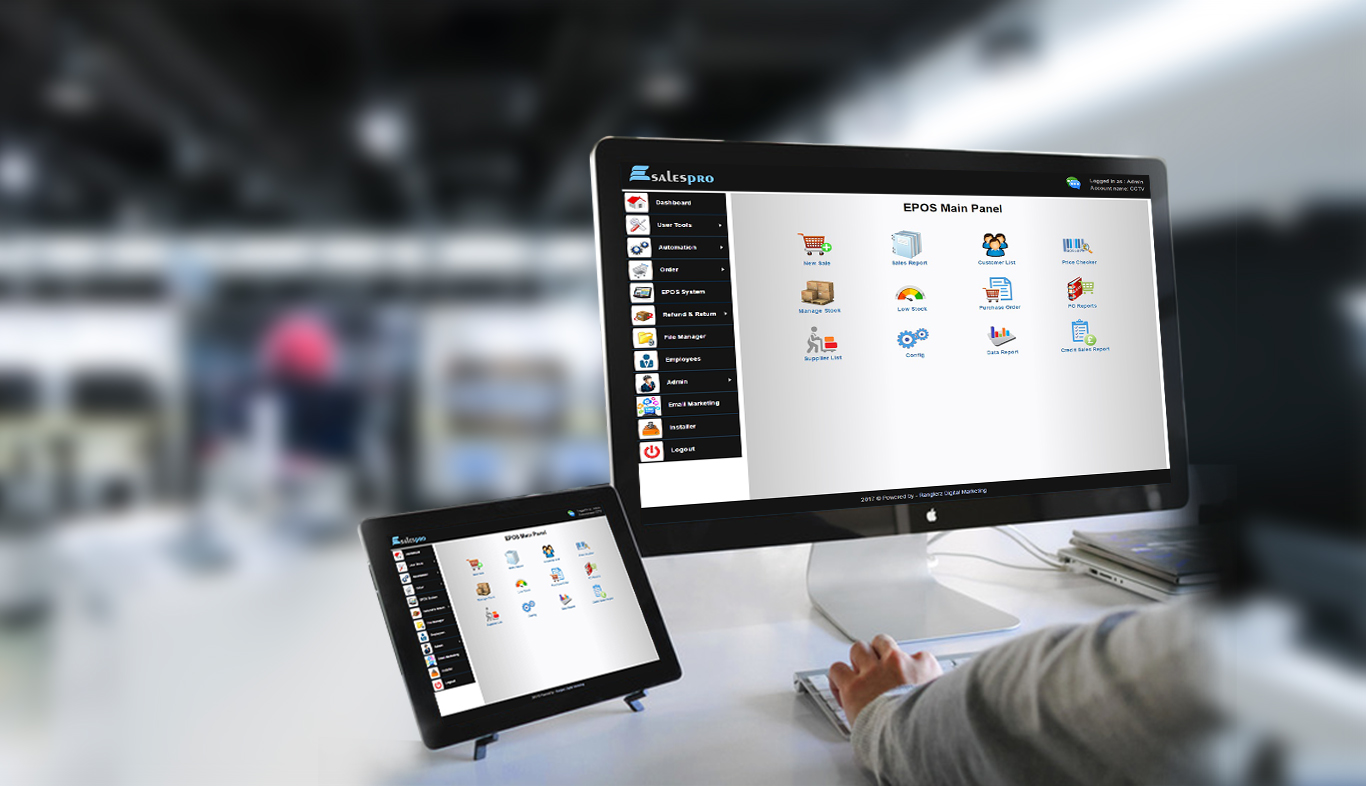 ESALESPRO
Logged in as : Admin
Account name: CCTV
Dashboard
User Tools
Automation
Order
EPOS System
Refund & Return
File Manager
Employees
Admin
Email Marketing
Installer
Logout
EPOS Main Panel
New Sale
Sales Report
Customer List
Price Checker
Manage Stock
Low Stock
Purchase Order
PO Reports
Supplier List
Config
Data Report
Credit Sales Report
2017 © Powered by - Ranglerz Digital Marketing
ESALESPRO
EPOS Main Panel